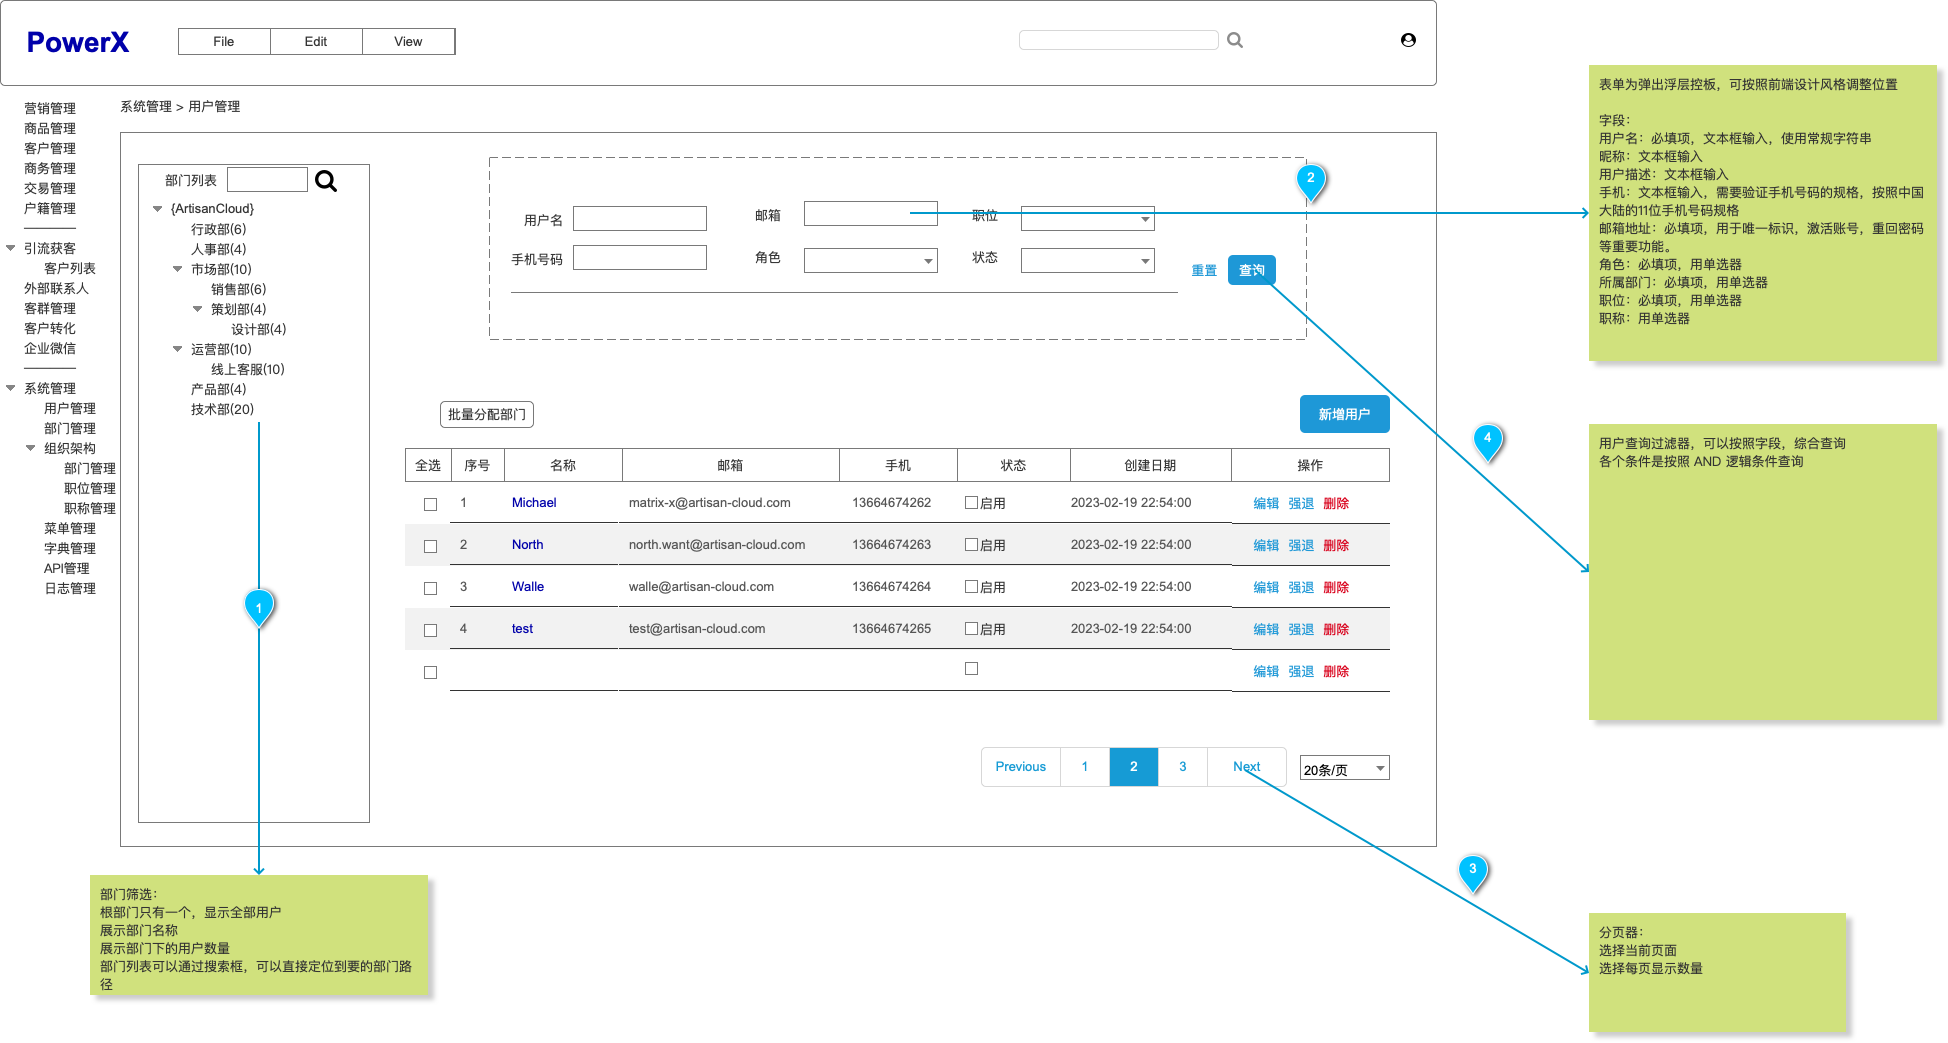 PowerX
File
Edit
View
营销管理
商品管理
客户管理
商务管理
交易管理
户籍管理
引流获客
客户列表
外部联系人
客群管理
客户转化
企业微信
系统管理
用户管理
部门管理
组织架构
部门管理
职位管理
职称管理
菜单管理
字典管理
API管理
日志管理
系统管理 > 用户管理
部门列表
{ArtisanCloud}
行政部(6)
人事部(4)
市场部(10)
销售部(6)
策划部(4)
设计部(4)
运营部(10)
线上客服(10)
产品部(4)
技术部(20)
1
用户名
邮箱
职位
手机号码
角色
状态
重置
查询
2
批量分配部门
新增用户
全选 序号 名称 邮箱 手机 状态 创建日期 操作
1 Michael matrix-x@artisan-cloud.com 13664674262 启用 2023-02-19 22:54:00 编辑 强退 删除
2 North north.want@artisan-cloud.com 13664674263 启用 2023-02-19 22:54:00 编辑 强退 删除
3 Walle walle@artisan-cloud.com 13664674264 启用 2023-02-19 22:54:00 编辑 强退 删除
4 test test@artisan-cloud.com 13664674265 启用 2023-02-19 22:54:00 编辑 强退 删除
编辑 强退 删除
Previous 1 2 3 Next 20条/页
4
3
表单为弹出浮层控板，可按照前端设计风格调整位置
字段：
用户名：必填项，文本框输入，使用常规字符串
昵称：文本框输入
用户描述：文本框输入
手机：文本框输入，需要验证手机号码的规格，按照中国
大陆的11位手机号码规格
邮箱地址：必填项，用于唯一标识，激活账号，重回密码
等重要功能。
角色：必填项，用单选器
所属部门：必填项，用单选器
职位：必填项，用单选器
职称：用单选器
用户查询过滤器，可以按照字段，综合查询
各个条件是按照 AND 逻辑条件查询
部门筛选：
根部门只有一个，显示全部用户
展示部门名称
展示部门下的用户数量
部门列表可以通过搜索框，可以直接定位到要的部门路
径
分页器：
选择当前页面
选择每页显示数量